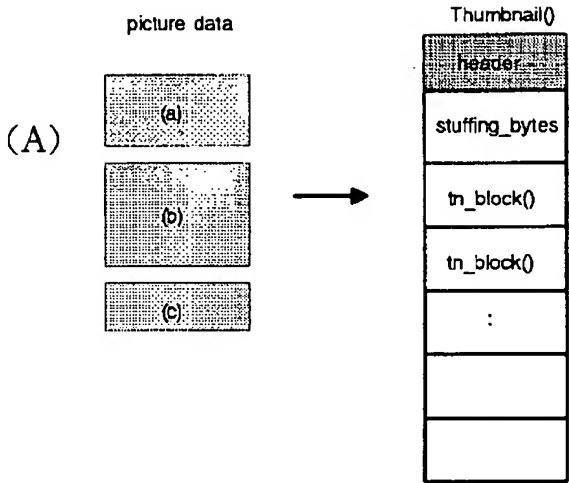 picture data
(A)
(a)
(b)
(c)
Thumbnail()
header
stuffing_bytes
tn_block()
tn_block()
: